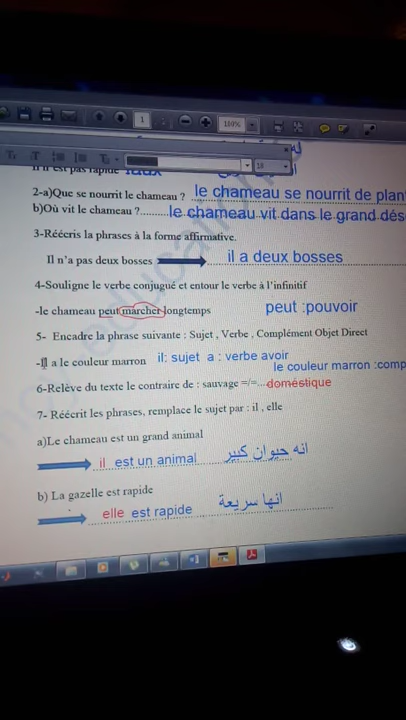 1
100%
Il n'est pas rapide faux
18
2-a)Que se nourrit le chameau ? le chameau se nourrit de plan
b)Où vit le chameau ?........le chameau vit dans le grand dés
3-Réécris la phrases à la forme affirmative.
Il n'a pas deux bosses il a deux bosses
4-Souligne le verbe conjugué et entour le verbe à l'infinitif
-le chameau peut marcher longtemps peut :pouvoir
5- Encadre la phrase suivante : Sujet , Verbe , Complément Objet Direct
-Il a le couleur marron il: sujet a : verbe avoir
le couleur marron :comp
6-Relève du texte le contraire de : sauvage =/=...domestique
7- Réécrit les phrases, remplace le sujet par : il , elle
a)Le chameau est un grand animal
il est un animal انه حيوان كبير
b) La gazelle est rapide
elle est rapide انها سريعة